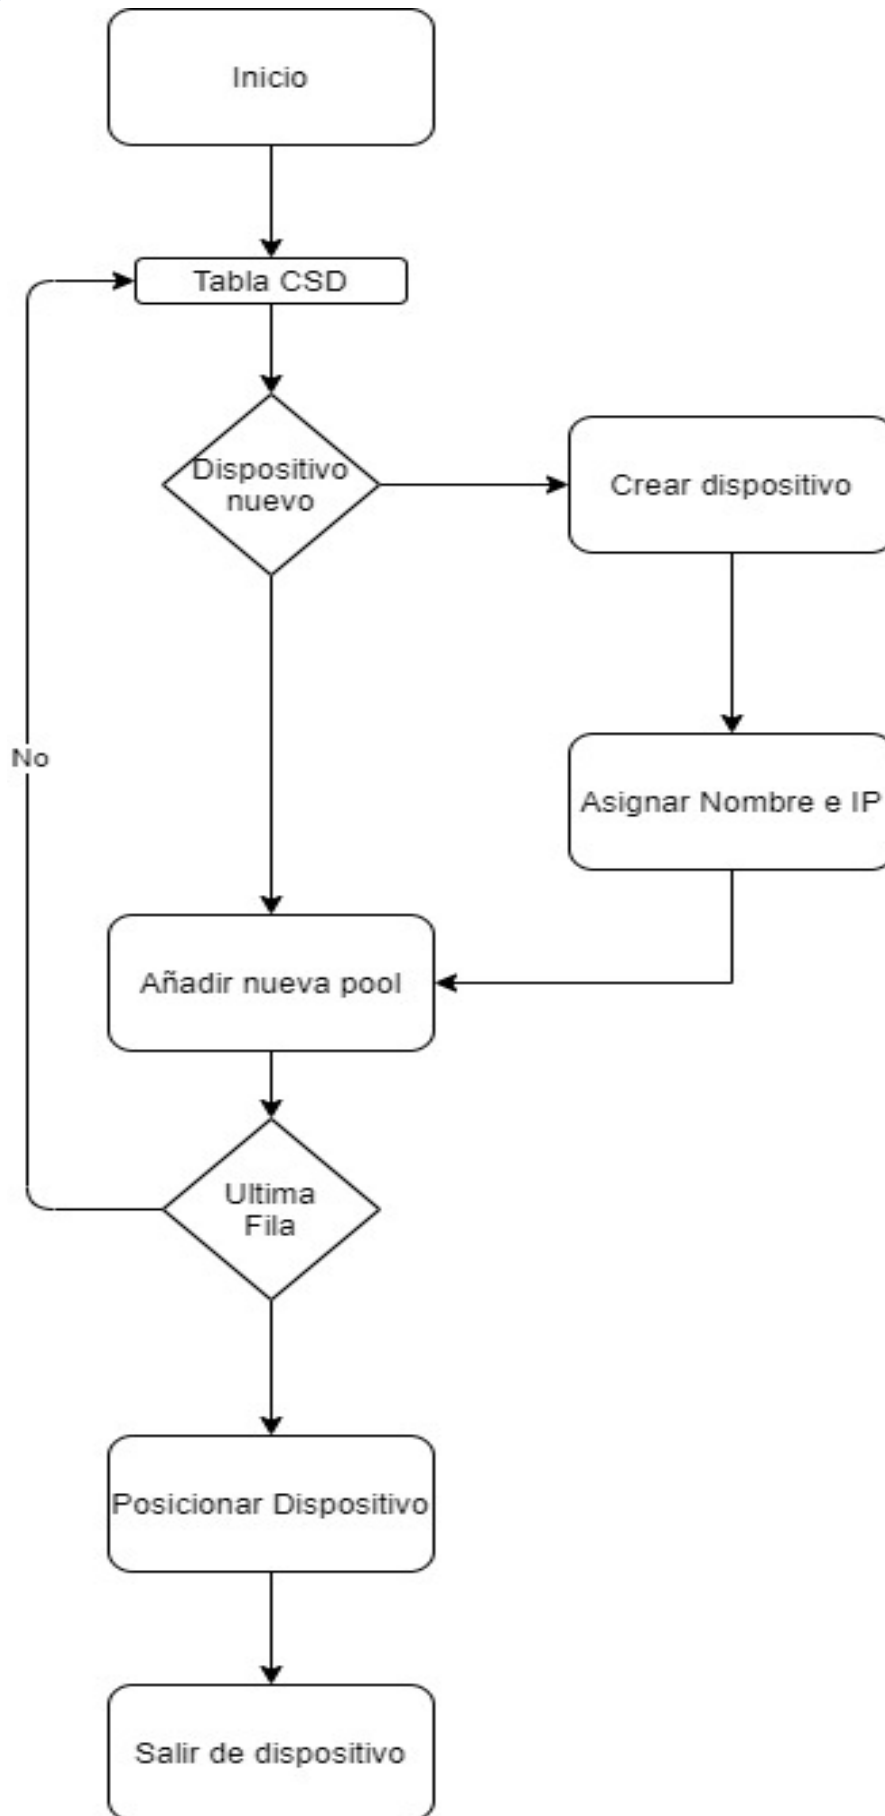 Inicio
Tabla CSD
Dispositivo
nuevo
Crear dispositivo
Asignar Nombre e IP
No
Añadir nueva pool
Ultima
Fila
Posicionar Dispositivo
Salir de dispositivo